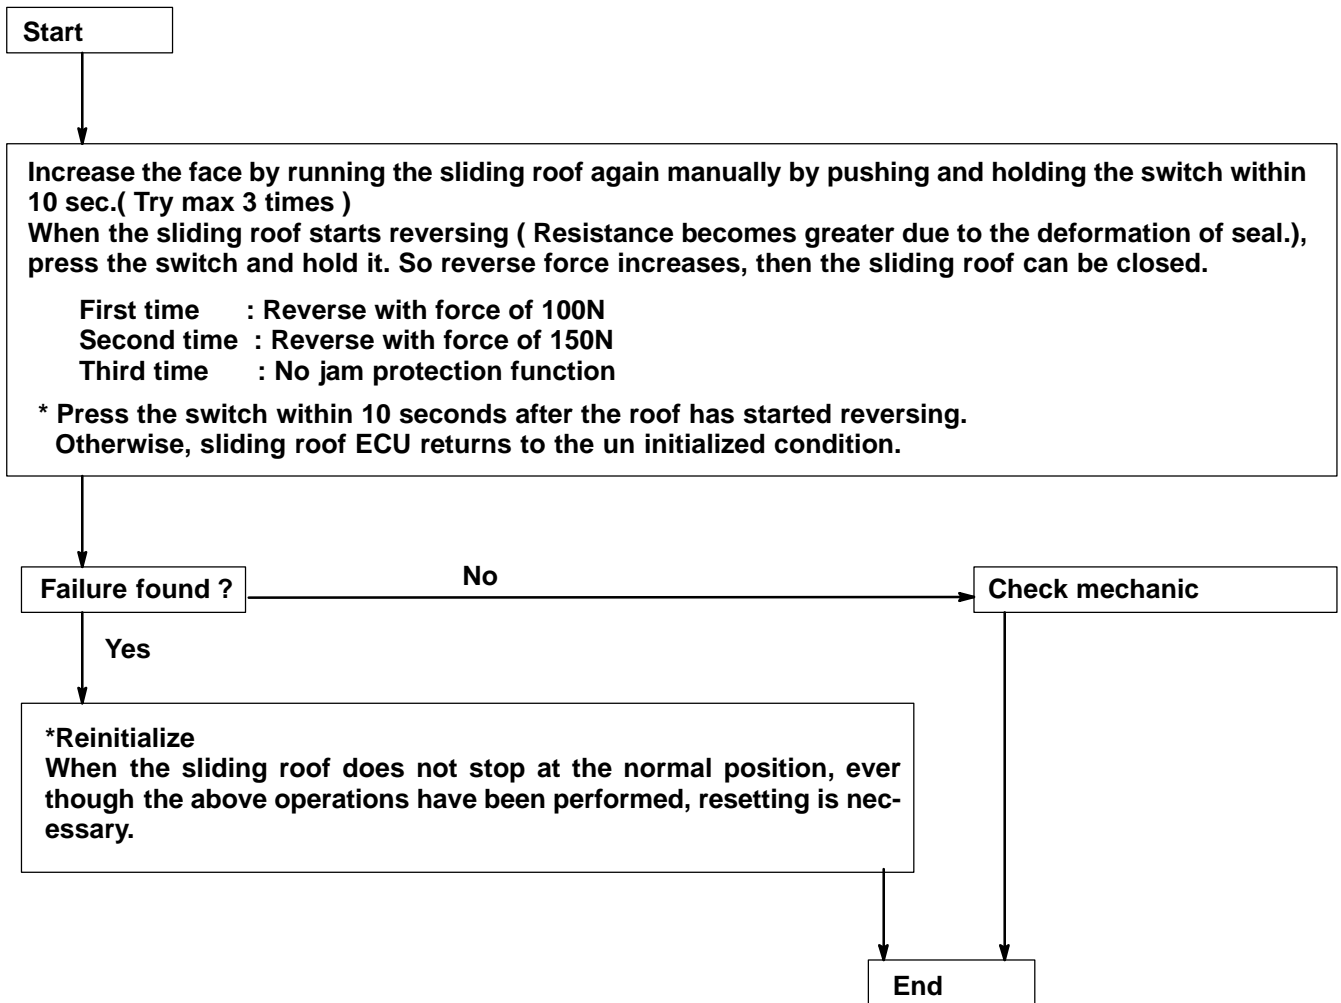 Start
Increase the face by running the sliding roof again manually by pushing and holding the switch within
10 sec.( Try max 3 times )
When the sliding roof starts reversing ( Resistance becomes greater due to the deformation of seal.),
press the switch and hold it. So reverse force increases, then the sliding roof can be closed.
First time : Reverse with force of 100N
Second time : Reverse with force of 150N
Third time : No jam protection function
* Press the switch within 10 seconds after the roof has started reversing.
Otherwise, sliding roof ECU returns to the un initialized condition.
Failure found ?
No
Check mechanic
Yes
*Reinitialize
When the sliding roof does not stop at the normal position, ever
though the above operations have been performed, resetting is nec-
essary.
End